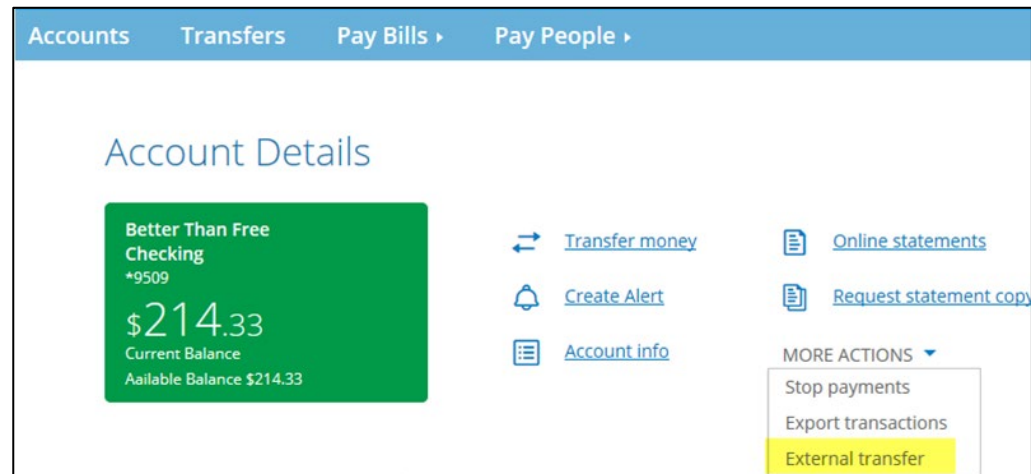 Accounts Transfers Pay Bills ▸ Pay People ▸
Account Details
Better Than Free
Checking
*9509
$214.33
Current Balance
Aailable Balance $214.33
Transfer money
Create Alert
Account info
Online statements
Request statement copy
MORE ACTIONS ▼
Stop payments
Export transactions
External transfer